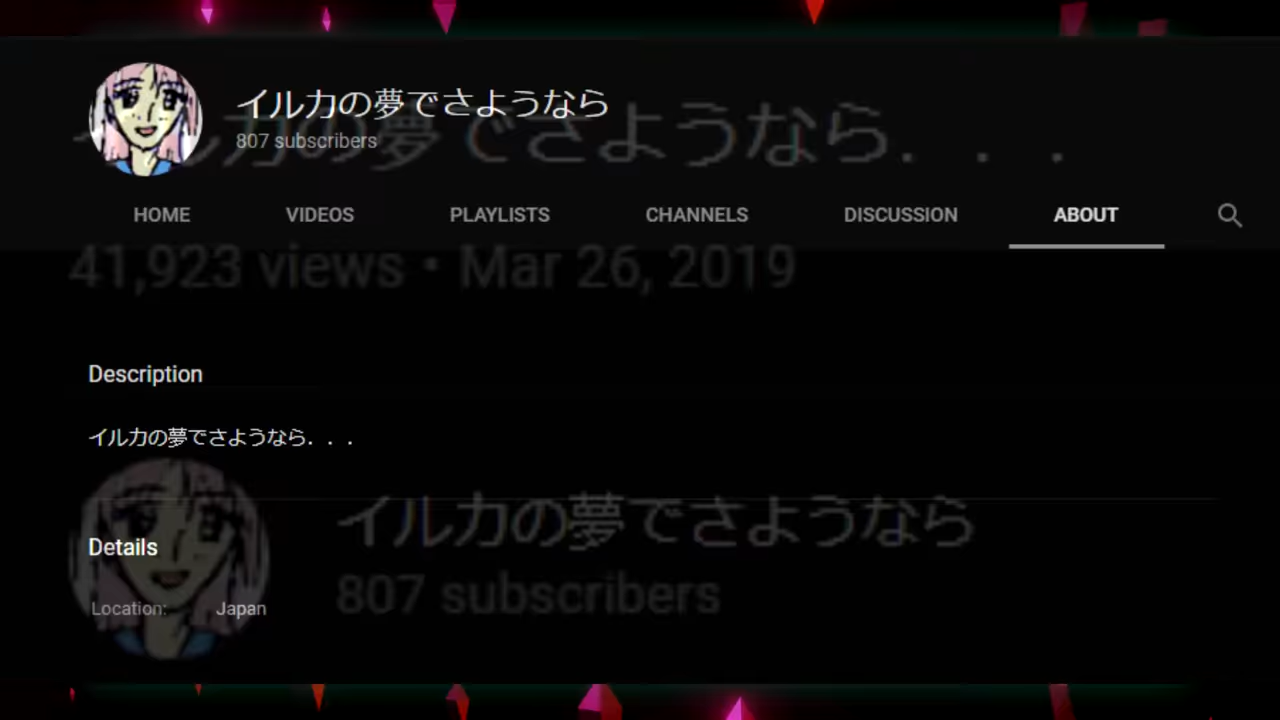 イルカの夢でさようなら
807 subscribers
イルカの夢でさようなら．．．
HOME VIDEOS PLAYLISTS CHANNELS DISCUSSION ABOUT
41,923 views • Mar 26, 2019
Description
イルカの夢でさようなら．．．
イルカの夢でさようなら
807 subscribers
Details
Location: Japan